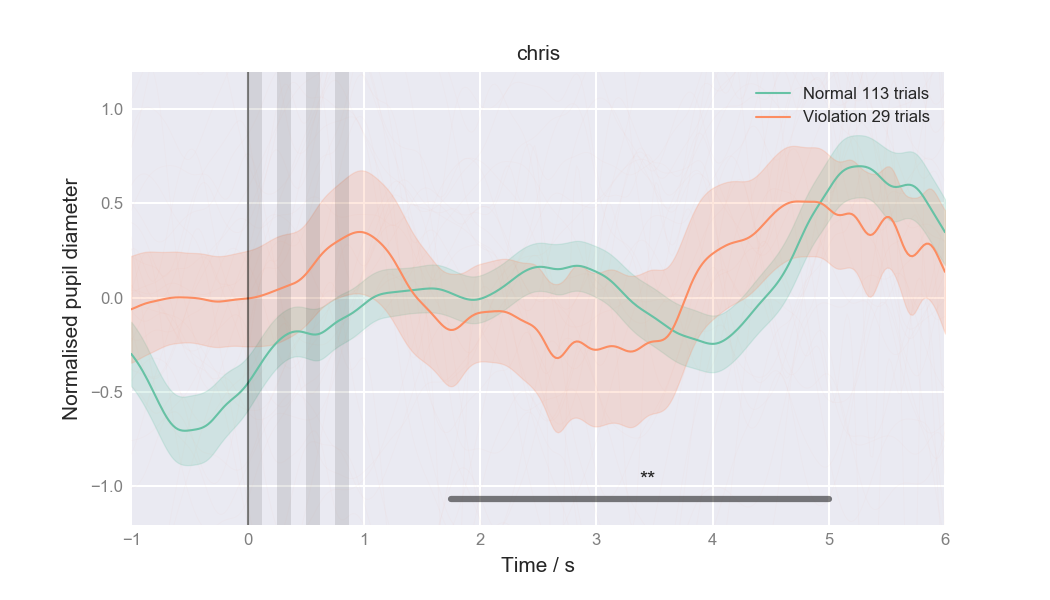 chris
Normal 113 trials
Violation 29 trials
Normalised pupil diameter
1.0
0.5
0.0
−0.5
−1.0
**
−1 0 1 2 3 4 5 6
Time / s